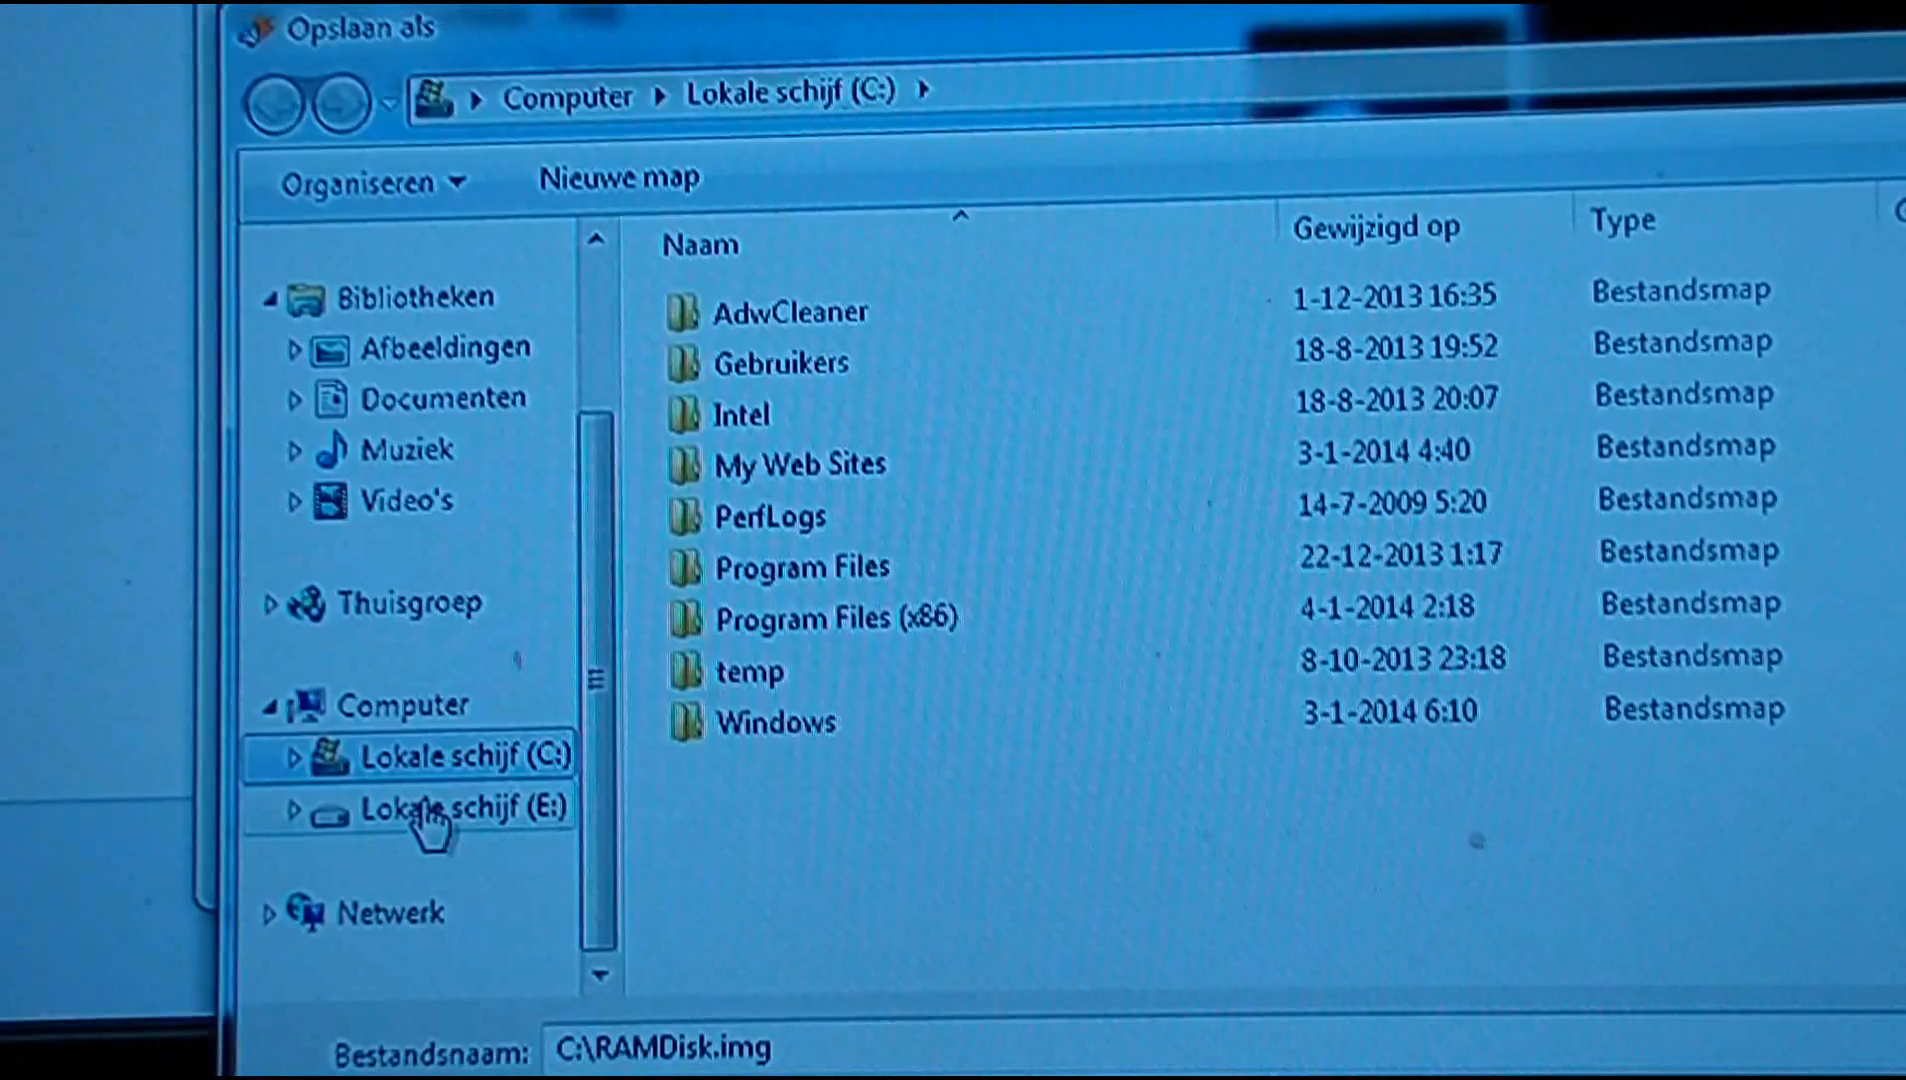 Opslaan als
Computer Lokale schijf (C:)
Organiseren Nieuwe map
Naam Gewijzigd op Type
Bibliotheken
Afbeeldingen
Documenten
Muziek
Video's
Thuisgroep
Computer
Lokale schijf (C:)
Lokale schijf (E:)
Netwerk
AdwCleaner 1-12-2013 16:35 Bestandsmap
Gebruikers 18-8-2013 19:52 Bestandsmap
Intel 18-8-2013 20:07 Bestandsmap
My Web Sites 3-1-2014 4:40 Bestandsmap
PerfLogs 14-7-2009 5:20 Bestandsmap
Program Files 22-12-2013 1:17 Bestandsmap
Program Files (x86) 4-1-2014 2:18 Bestandsmap
temp 8-10-2013 23:18 Bestandsmap
Windows 3-1-2014 6:10 Bestandsmap
Bestandsnaam: C:\RAMDisk.img